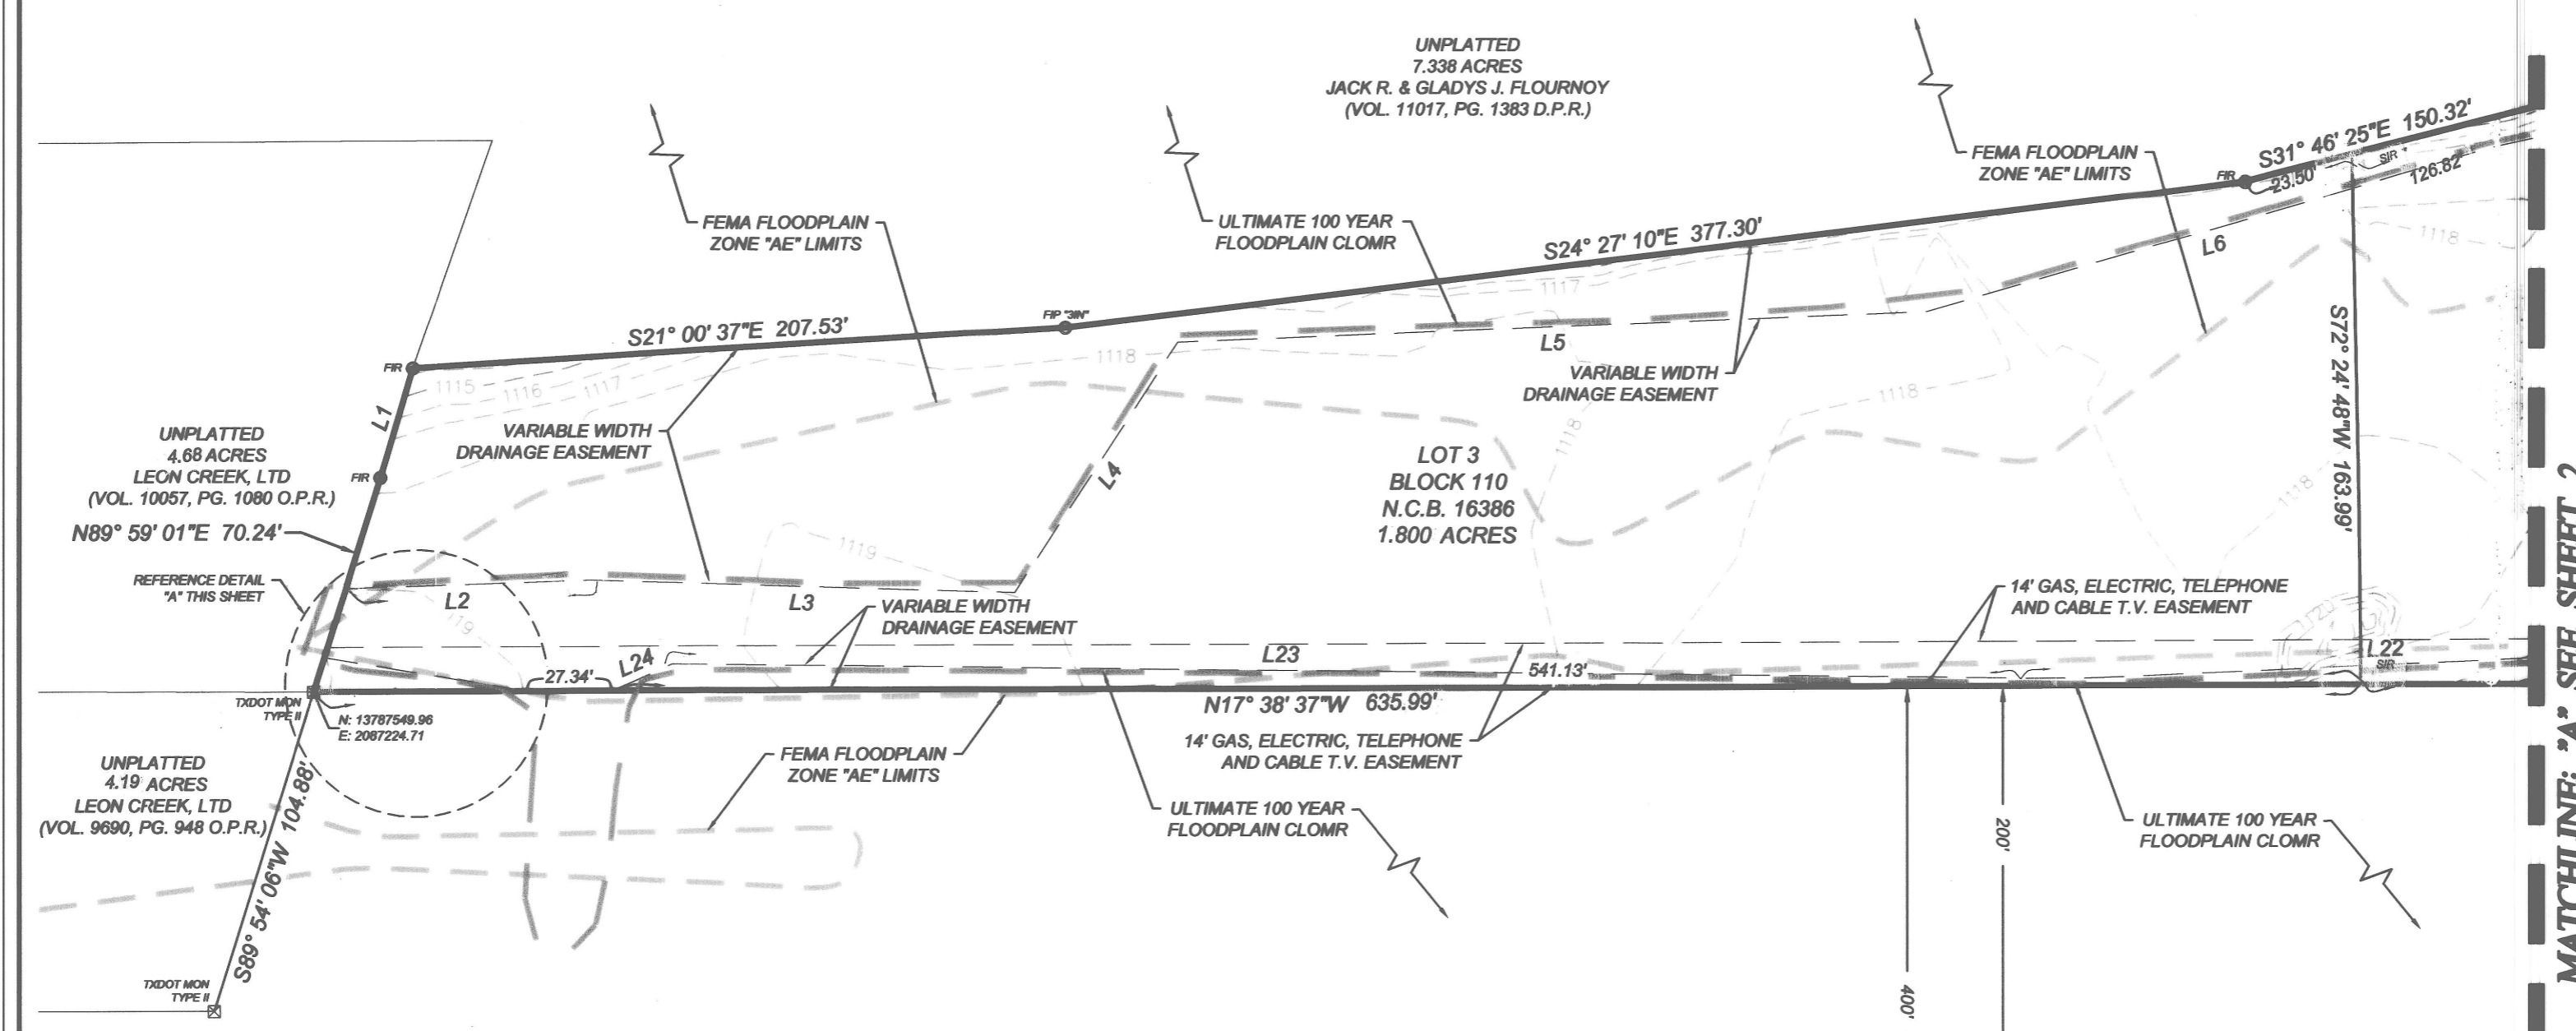 UNPLATTED
7.338 ACRES
JACK R. & GLADYS J. FLOURNOY
(VOL. 11017, PG. 1383 D.P.R.)
FEMA FLOODPLAIN
ZONE "AE" LIMITS
ULTIMATE 100 YEAR
FLOODPLAIN CLOMR
FEMA FLOODPLAIN
ZONE "AE" LIMITS
S31° 46' 25"E 150.32'
SIR
FIR
23.50'
126.82'
S24° 27' 10"E 377.30'
L6
1118
S21° 00' 37"E 207.53'
FIP "3IN"
1117
L5
FIR
1115
1116
1117
1118
L1
VARIABLE WIDTH
DRAINAGE EASEMENT
VARIABLE WIDTH
DRAINAGE EASEMENT
1118
1118
S72° 24' 48"W 163.99'
UNPLATTED
4.68 ACRES
LEON CREEK, LTD
(VOL. 10057, PG. 1080 O.P.R.)
FIR
L4
LOT 3
BLOCK 110
N.C.B. 16386
1.800 ACRES
1118
N89° 59' 01"E 70.24'
1119
REFERENCE DETAIL
"A" THIS SHEET
L2
L3
1119
VARIABLE WIDTH
DRAINAGE EASEMENT
14' GAS, ELECTRIC, TELEPHONE
AND CABLE T.V. EASEMENT
1120
27.34'
L24
L23
541.13'
L22
SIR
TXDOT MON
TYPE II
N: 13787549.96
E: 2087224.71
N17° 38' 37"W 635.99'
14' GAS, ELECTRIC, TELEPHONE
AND CABLE T.V. EASEMENT
FEMA FLOODPLAIN
ZONE "AE" LIMITS
UNPLATTED
4.19 ACRES
LEON CREEK, LTD
(VOL. 9690, PG. 948 O.P.R.)
S89° 54' 06"W 104.88'
ULTIMATE 100 YEAR
FLOODPLAIN CLOMR
200'
400'
ULTIMATE 100 YEAR
FLOODPLAIN CLOMR
TXDOT MON
TYPE II
MATCHLINE: "A" SEE SHEET 2